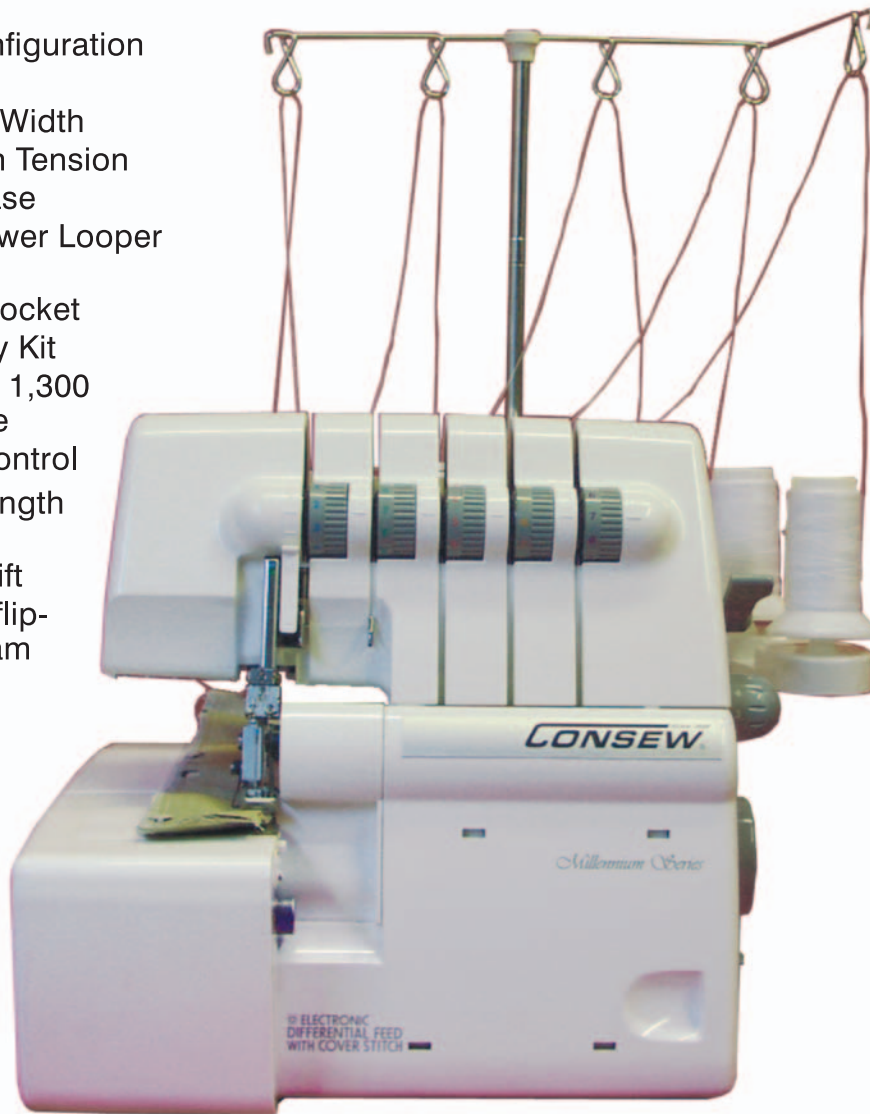 nfiguration
Width
n Tension
ase
wer Looper
ocket
y Kit
1,300
e
ontrol
ngth
ift
flip-
am
CONSEW
Millennium Series
ELECTRONIC
DIFFERENTIAL FEED
WITH COVER STITCH